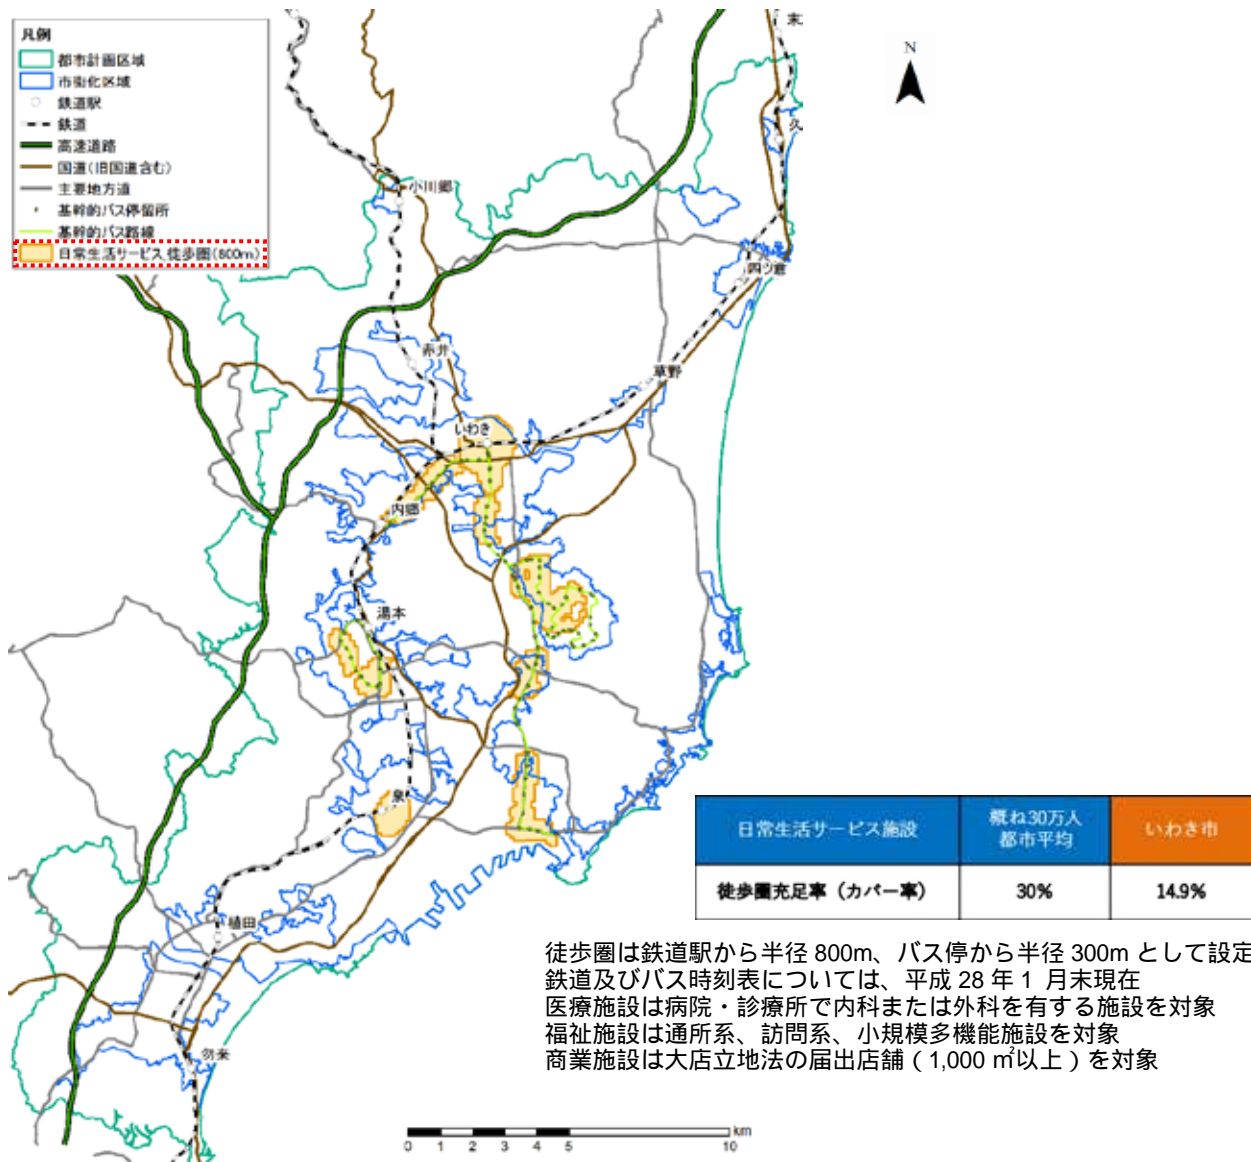 凡例
都市計画区域
市街化区域
鉄道駅
鉄道
高速道路
国道(旧国道含む)
主要地方道
基幹的バス停留所
基幹的バス路線
日常生活サービス徒歩圏(800m)
N
末
久
小川郷
四ツ倉
赤井
草野
いわき
内郷
湯本
泉
植田
勿来
日常生活サービス施設
概ね30万人
都市平均
いわき市
徒歩圏充足率（カバー率）
30%
14.9%
徒歩圏は鉄道駅から半径 800m、バス停から半径 300m として設定
鉄道及びバス時刻表については、平成 28 年 1 月末現在
医療施設は病院・診療所で内科または外科を有する施設を対象
福祉施設は通所系、訪問系、小規模多機能施設を対象
商業施設は大店立地法の届出店舗（1,000 ㎡以上）を対象
km
0 1 2 3 4 5 10